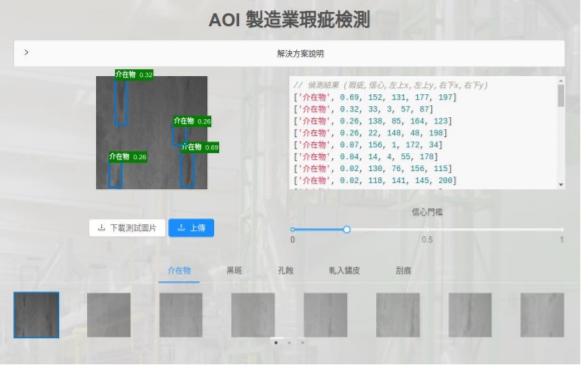 AOI 製造業瑕疵檢測
解決方案說明
介在物 0.32
介在物 0.26
介在物 0.69
介在物 0.26
// 偵測結果 (瑕疵,信心,左上x,左上y,右下x,右下y)
['介在物', 0.69, 152, 131, 177, 197]
['介在物', 0.32, 33, 3, 57, 87]
['介在物', 0.26, 138, 85, 164, 123]
['介在物', 0.26, 22, 148, 48, 198]
['介在物', 0.07, 156, 1, 172, 34]
['介在物', 0.04, 14, 4, 55, 178]
['介在物', 0.02, 130, 76, 156, 115]
['介在物', 0.02, 118, 141, 145, 200]
下載測試圖片
上傳
信心門檻
0
0.5
1
介在物
黑斑
孔蝕
軋入鏽皮
刮痕